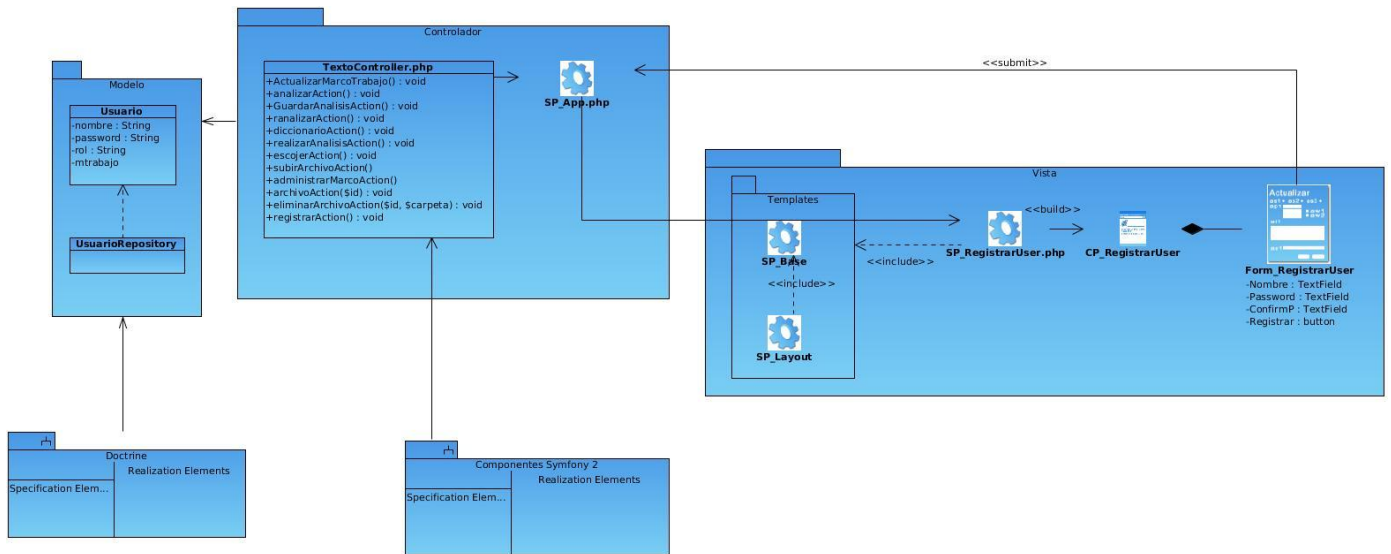 Controlador
TextoController.php
+ActualizarMarcoTrabajo() : void
+analizarAction() : void
+GuardarAnalisisAction() : void
+ranalizarAction() : void
+diccionarioAction() : void
+realizarAnalisisAction() : void
+escojerAction() : void
+subirArchivoAction()
+administrarMarcoAction()
+archivoAction($id) : void
+eliminarArchivoAction($id, $carpeta) : void
+registrarAction() : void
SP_App.php
<<submit>>
Modelo
Usuario
-nombre : String
-password : String
-rol : String
-mtrabajo
UsuarioRepository
Vista
Templates
SP_Base
<<include>>
SP_Layout
<<include>>
SP_RegistrarUser.php
<<build>>
CP_RegistrarUser
Actualizar
Form_RegistrarUser
-Nombre : TextField
-Password : TextField
-ConfirmP : TextField
-Registrar : button
Doctrine
Specification Elem...
Realization Elements
Componentes Symfony 2
Specification Elem...
Realization Elements